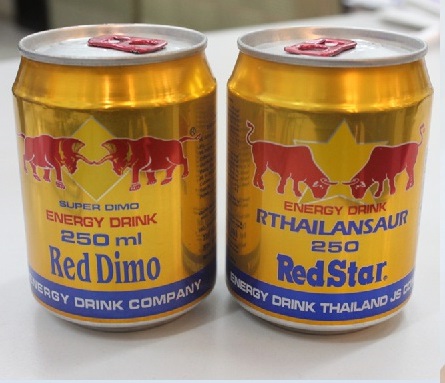 SUPER DIMO
ENERGY DRINK
250 ml
Red Dimo
ENERGY DRINK COMPANY
ENERGY DRINK
RTHAILANSAUR
250
RedStar
ENERGY DRINK THAILAND JS